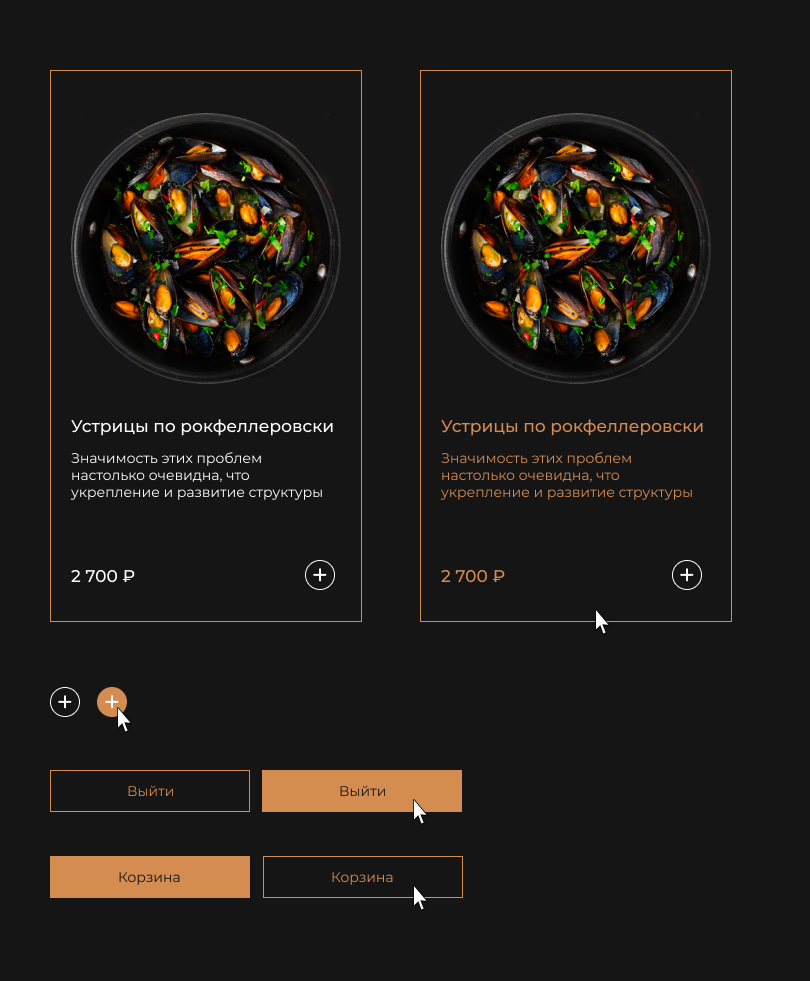 Устрицы по рокфеллеровски
Значимость этих проблем
настолько очевидна, что
укрепление и развитие структуры
2 700 ₽
Устрицы по рокфеллеровски
Значимость этих проблем
настолько очевидна, что
укрепление и развитие структуры
2 700 ₽
Выйти
Выйти
Корзина
Корзина